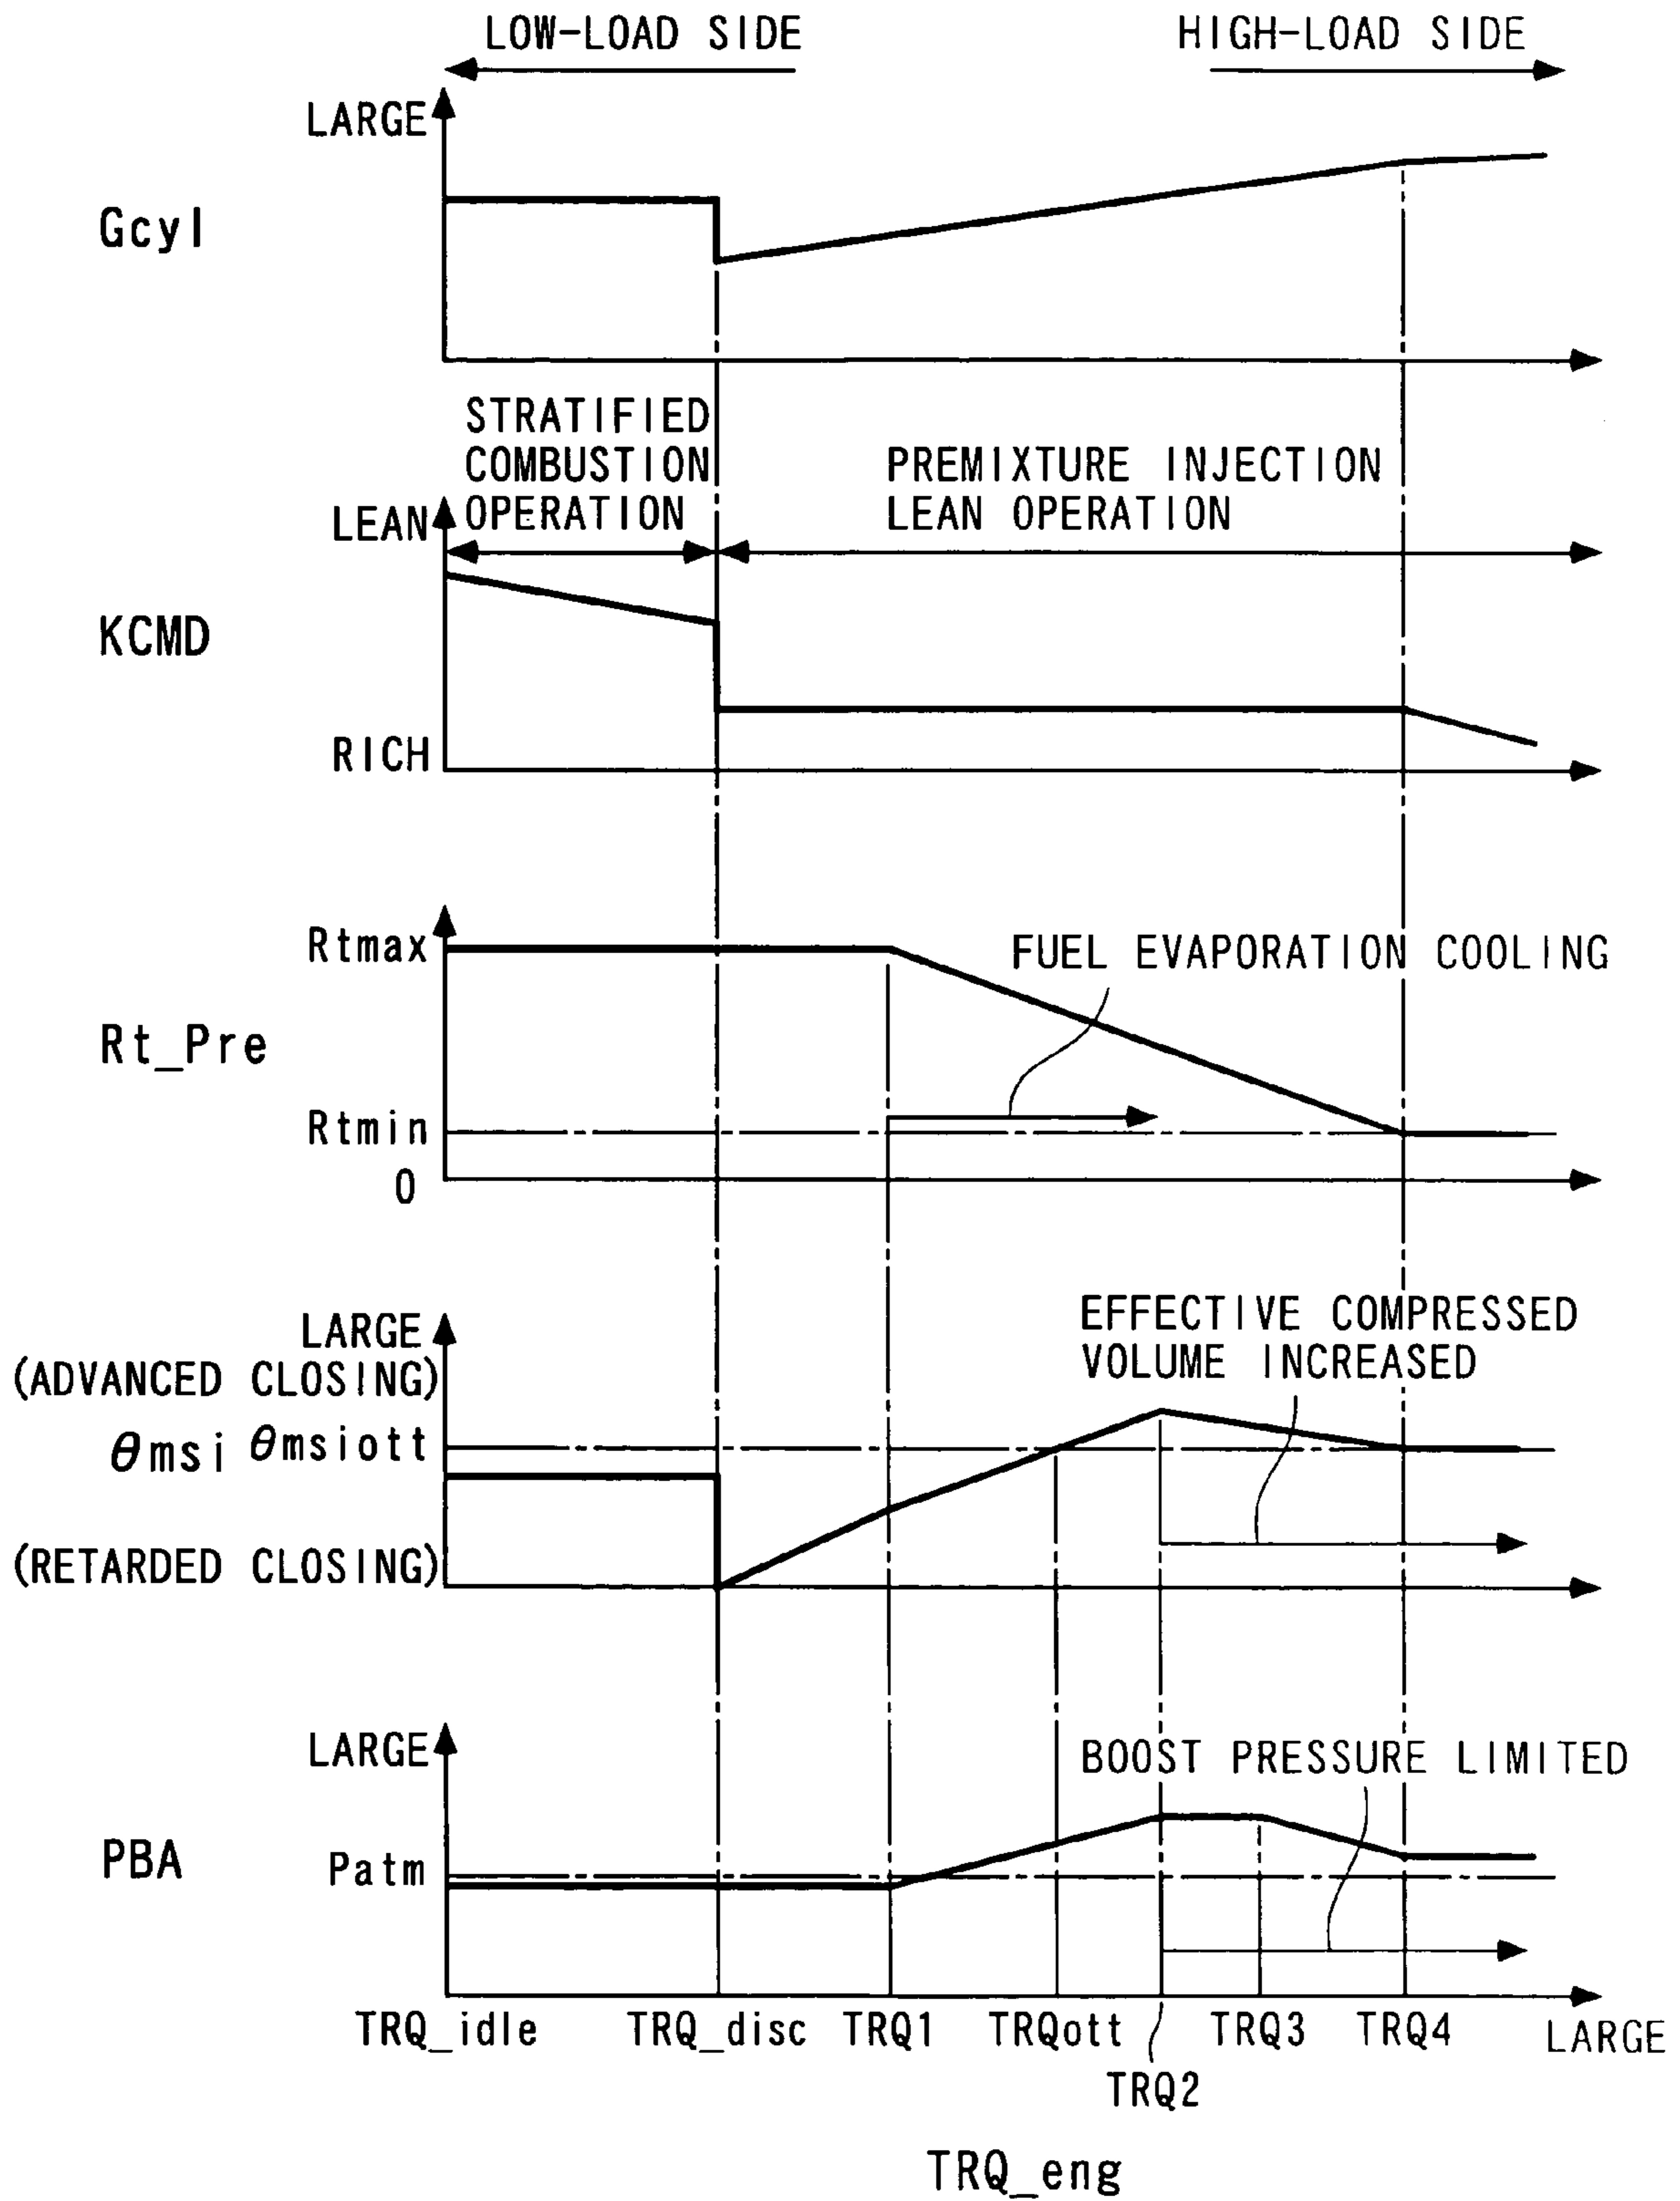 LOW-LOAD SIDE
HIGH-LOAD SIDE
LARGE
Gcyl
STRATIFIED
COMBUSTION
OPERATION
PREMIXTURE INJECTION
LEAN OPERATION
LEAN
KCMD
RICH
Rtmax
FUEL EVAPORATION COOLING
Rt_Pre
Rtmin
0
EFFECTIVE COMPRESSED
VOLUME INCREASED
LARGE
(ADVANCED CLOSING)
θmsi θmsiott
(RETARDED CLOSING)
LARGE
BOOST PRESSURE LIMITED
PBA
Patm
TRQ_idle TRQ_disc TRQ1 TRQott TRQ3 TRQ4 LARGE
TRQ2
TRQ_eng